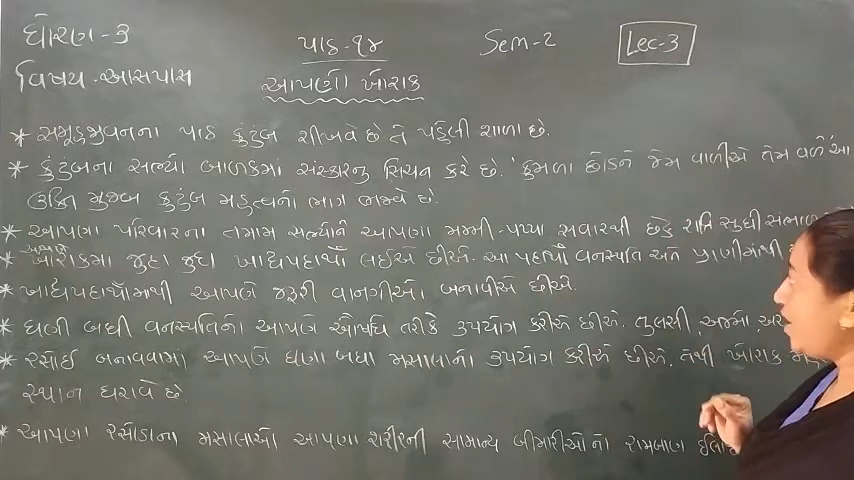 ધોરણ - ૩
પાઠ - ૧૪
Sem - 2
Lec-3
વિષય - આસપાસ
આપણો ખોરાક
* સમૂહજીવનના પાઠ કુટુંબ શીખવે છે તે પહેલી શાળા છે.
* કુટુંબના સભ્યો બાળકમાં સંસ્કારનુ સિંચન કરે છે. 'કુમળા છોડને જેમ વાળીએ તેમ વળે' આ
ઉક્તિ મુજબ કુટુંબ મહત્વનો ભાગ ભજવે છે.
* આપણા પરિવારના તમામ સભ્યોને આપણા મમ્મી - પપ્પા સવારથી છેક રાત્રિ સુધી
* આપણે ખોરાકમા જુદા જુદા ખાદ્યપદાર્થો લઈએ છીએ. આ પદાર્થો વનસ્પતિ અને પ્રાણીમાંથી
* ખાદ્યપદાર્થોમાથી આપણે જરૂરી વાનગીઓ બનાવીએ છીએ.
* ઘણી બધી વનસ્પતિનો આપણે ઔષધિ તરીકે ઉપયોગ કરીએ છીએ. તુલસી, અજમો
* રસોઈ બનાવવામા આપણે ઘણા બધા મસાલાનો ઉપયોગ કરીએ છીએ. તેથી ખોરાક
સ્થાન ધરાવે છે.
* આપણા રસોડાના મસાલાઓ આપણા શરીરની સામાન્ય બીમારીઓનો રામબાણ